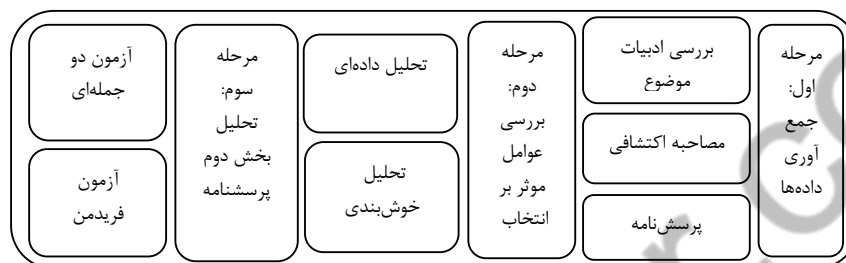 مرحله
اول:
جمع
آوری
داده‌ها
بررسی ادبیات
موضوع
مصاحبه اکتشافی
پرسش‌نامه
مرحله
دوم:
بررسی
عوامل
موثر بر
انتخاب
تحلیل داده‌ای
تحلیل
خوش‌بندی
مرحله
سوم:
تحلیل
بخش دوم
پرسشنامه
آزمون دو
جمله‌ای
آزمون
فریدمن